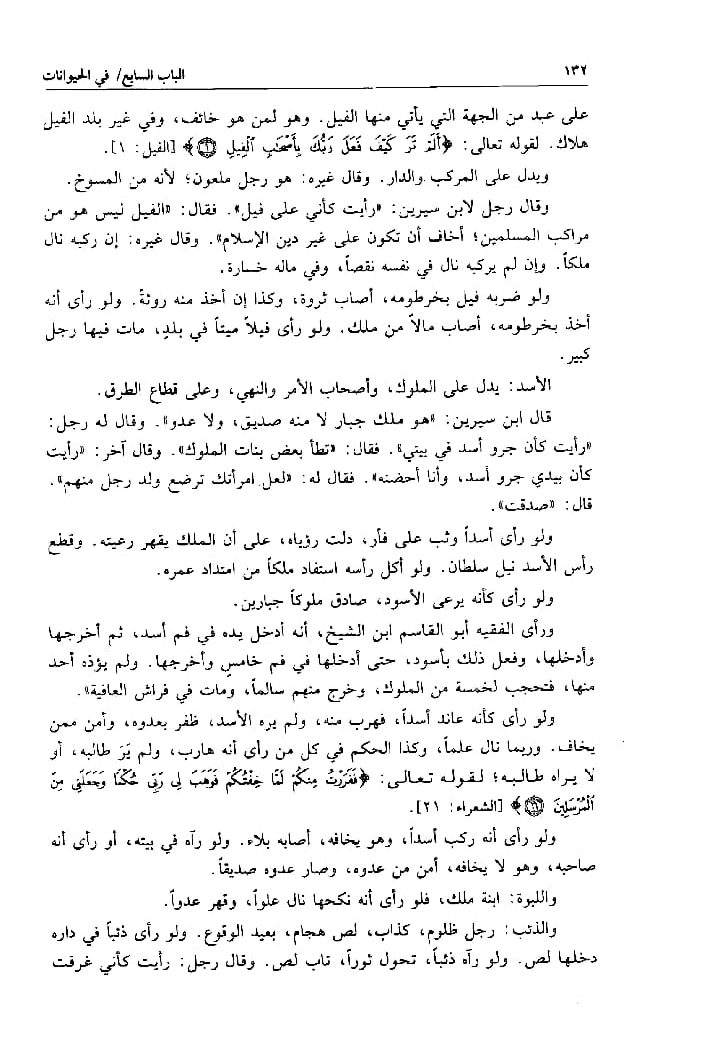 ١٣٢
الباب السابع/ في الحيوانات
على عبد من الجهة التي يأتي منها الفيل. وهو لمن هو خائف، وفي غير بلد الفيل
هلاك. لقوله تعالى: ﴿أَلَمْ تَرَ كَيْفَ فَعَلَ رَبُّكَ بِأَصْحَٰبِ ٱلْفِيلِ ۝١﴾ [الفيل: ١].
ويدل على المركب والدار. وقال غيره: هو رجل ملعون؛ لأنه من المسوخ.
وقال رجل لابن سيرين: «رأيت كأني على فيل». فقال: «الفيل ليس هو من
مراكب المسلمين؛ أخاف أن تكون على غير دين الإسلام». وقال غيره: إن ركبه نال
ملكاً. وإن لم يركبه نال في نفسه نقصاً، وفي ماله خسارة.
ولو ضربه فيل بخرطومه، أصاب ثروة، وكذا إن أخذ منه روثةً. ولو رأى أنه
أخذ بخرطومه، أصاب مالاً من ملك. ولو رأى فيلاً ميتاً في بلدٍ، مات فيها رجل
كبير.
الأسد: يدل على الملوك، وأصحاب الأمر والنهي، وعلى قطاع الطرق.
قال ابن سيرين: «هو ملك جبار لا منه صديق، ولا عدو». وقال له رجل:
«رأيت كأن جرو أسد في بيتي». فقال: «تطأ بعض بنات الملوك». وقال آخر: «رأيت
كأن بيدي جرو أسد، وأنا أحضنه». فقال له: «لعل امرأتك ترضع ولد رجل منهم».
قال: «صدقت».
ولو رأى أسداً وثب على فأر، دلت رؤياه، على أن الملك يقهر رعيته. وقطع
رأس الأسد نيل سلطان. ولو أكل رأسه استفاد ملكاً من امتداد عمره.
ولو رأى كأنه يرعى الأسود، صادق ملوكاً جبارين.
ورأى الفقيه أبو القاسم ابن الشيخ، أنه أدخل يده في فم أسد، ثم أخرجها
وأدخلها، وفعل ذلك بأسود، حتى أدخلها في فم خامسٍ وأخرجها. ولم يؤذه أحد
منها، فتحجب لخمسة من الملوك، وخرج منهم سالماً، ومات في فراش العافية».
ولو رأى كأنه عاند أسداً، فهرب منه، ولم يره الأسد، ظفر بعدوه، وأمن ممن
يخاف. وربما نال علماً، وكذا الحكم في كل من رأى أنه هارب، ولم يَرَ طالبه، أو
لا يراه طالبه؛ لقوله تعالى: ﴿فَفَرَرْتُ مِنكُمْ لَمَّا خِفْتُكُمْ فَوَهَبَ لِى رَبِّى حُكْمًا وَجَعَلَنِى مِنَ
ٱلْمُرْسَلِينَ ۝٢١﴾ [الشعراء: ٢١].
ولو رأى أنه ركب أسداً، وهو يخافه، أصابه بلاء. ولو رآه في بيته، أو رأى أنه
صاحبه، وهو لا يخافه، أمن من عدوه، وصار عدوه صديقاً.
واللبوة: ابنة ملك، فلو رأى أنه نكحها نال علواً، وقهر عدواً.
والذئب: رجل ظلوم، كذاب، لص هجام، بعيد الوقوع. ولو رأى ذئباً في داره
دخلها لص. ولو رآه ذئباً، تحول ثوراً، تاب لص. وقال رجل: رأيت كأني غرقت